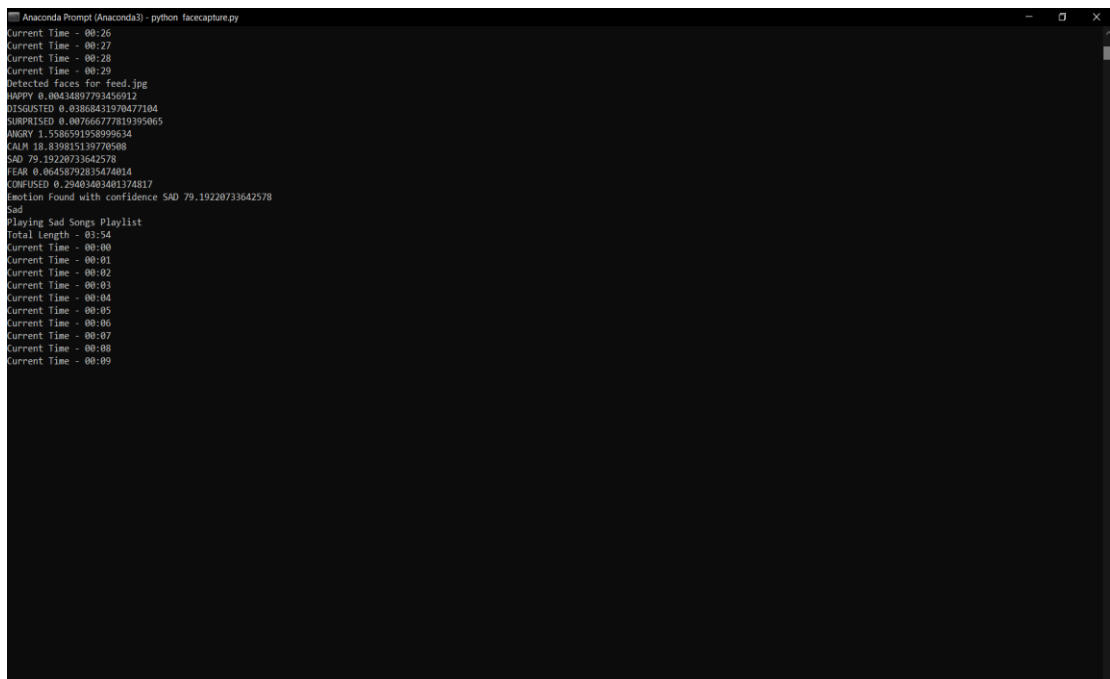 Anaconda Prompt (Anaconda3) - python facecapture.py
Current Time - 00:26
Current Time - 00:27
Current Time - 00:28
Current Time - 00:29
Detected faces for feed.jpg
HAPPY 0.00434897793456912
DISGUSTED 0.03868431970477104
SURPRISED 0.007666777819395065
ANGRY 1.5586591958999634
CALM 18.839815139770508
SAD 79.19220733642578
FEAR 0.06458792835474014
CONFUSED 0.29403403401374817
Emotion Found with confidence SAD 79.19220733642578
Sad
Playing Sad Songs Playlist
Total Length - 03:54
Current Time - 00:00
Current Time - 00:01
Current Time - 00:02
Current Time - 00:03
Current Time - 00:04
Current Time - 00:05
Current Time - 00:06
Current Time - 00:07
Current Time - 00:08
Current Time - 00:09